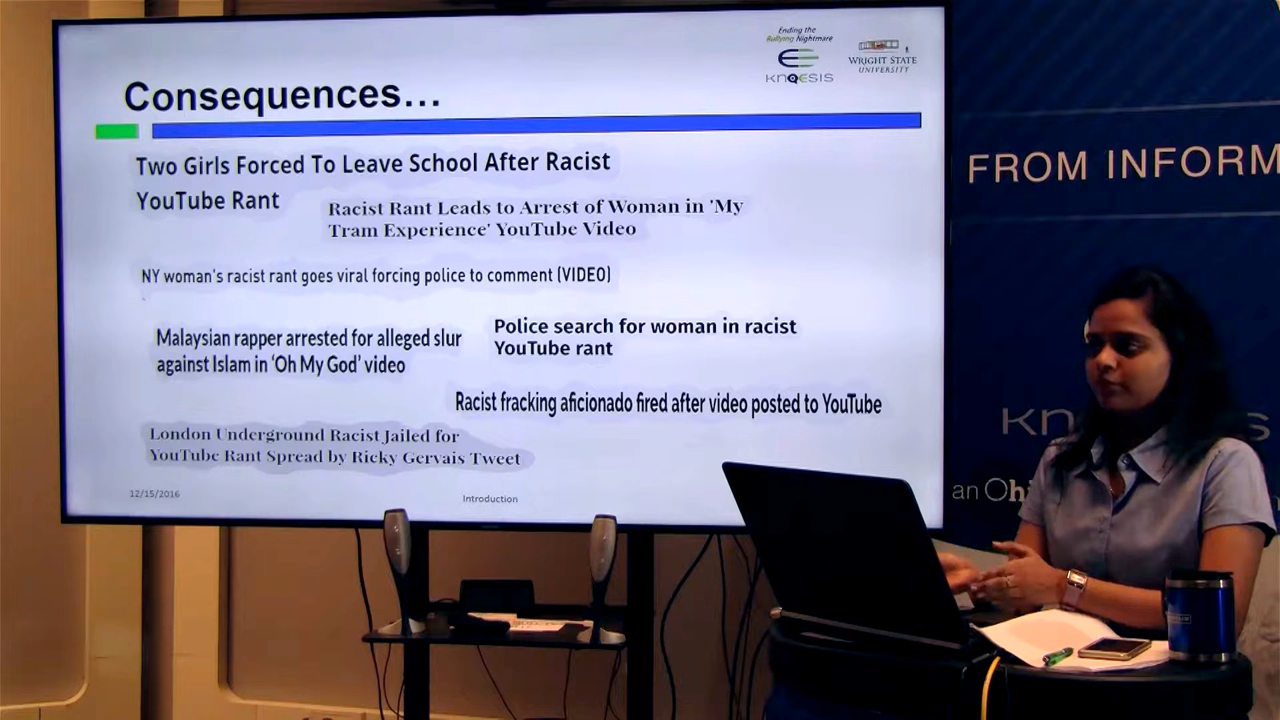 Ending the
Bullying Nightmare
KNOESIS
WRIGHT STATE
UNIVERSITY
Consequences...
Two Girls Forced To Leave School After Racist
YouTube Rant
Racist Rant Leads to Arrest of Woman in 'My
Tram Experience' YouTube Video
NY woman's racist rant goes viral forcing police to comment (VIDEO)
Malaysian rapper arrested for alleged slur
against Islam in ‘Oh My God’ video
Police search for woman in racist
YouTube rant
Racist fracking aficionado fired after video posted to YouTube
London Underground Racist Jailed for
YouTube Rant Spread by Ricky Gervais Tweet
12/15/2016
Introduction
FROM INFORM
kn
s
an Ohi